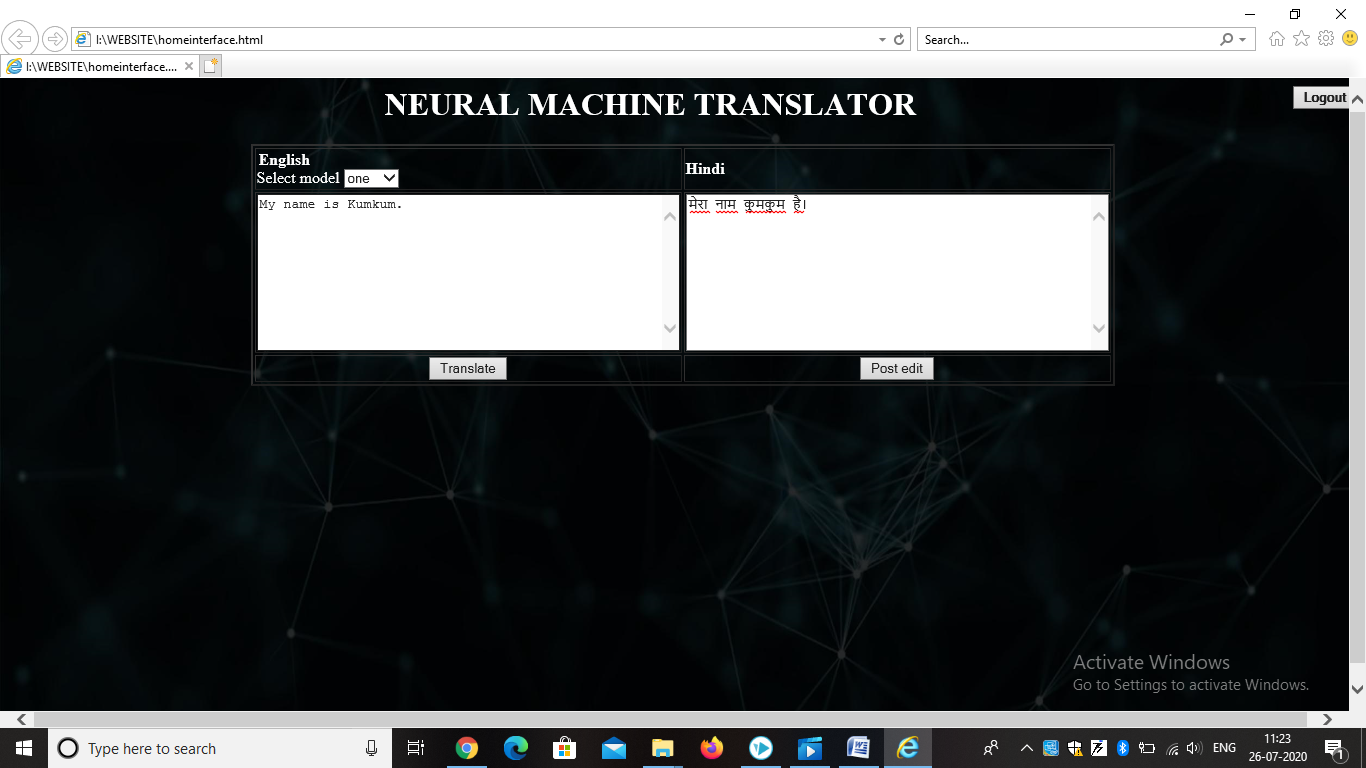 I:\WEBSITE\homeinterface.html
Search...
I:\WEBSITE\homeinterface....
NEURAL MACHINE TRANSLATOR
Logout
English
Select model one
Hindi
My name is Kumkum.
मेरा नाम कुमकुम है।
Translate
Post edit
Activate Windows
Go to Settings to activate Windows.
Type here to search
ENG
11:23
26-07-2020
1